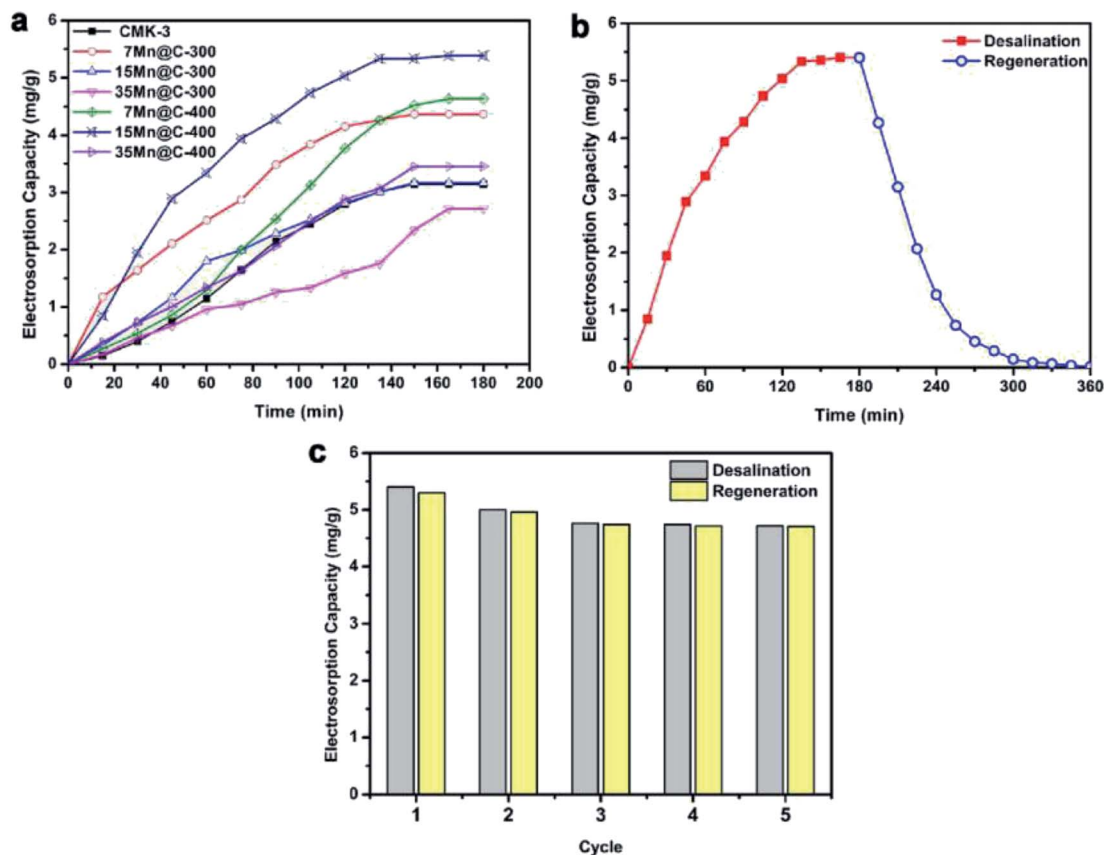 a
6
5
4
3
2
1
0
Electrosorption Capacity (mg/g)
CMK-3
7Mn@C-300
15Mn@C-300
35Mn@C-300
7Mn@C-400
15Mn@C-400
35Mn@C-400
0 20 40 60 80 100 120 140 160 180 200
Time (min)
b
6
5
4
3
2
1
0
Electrosorption Capacity (mg/g)
Desalination
Regeneration
0 60 120 180 240 300 360
Time (min)
c
6
5
4
3
2
1
0
Electrosorption Capacity (mg/g)
Desalination
Regeneration
1 2 3 4 5
Cycle